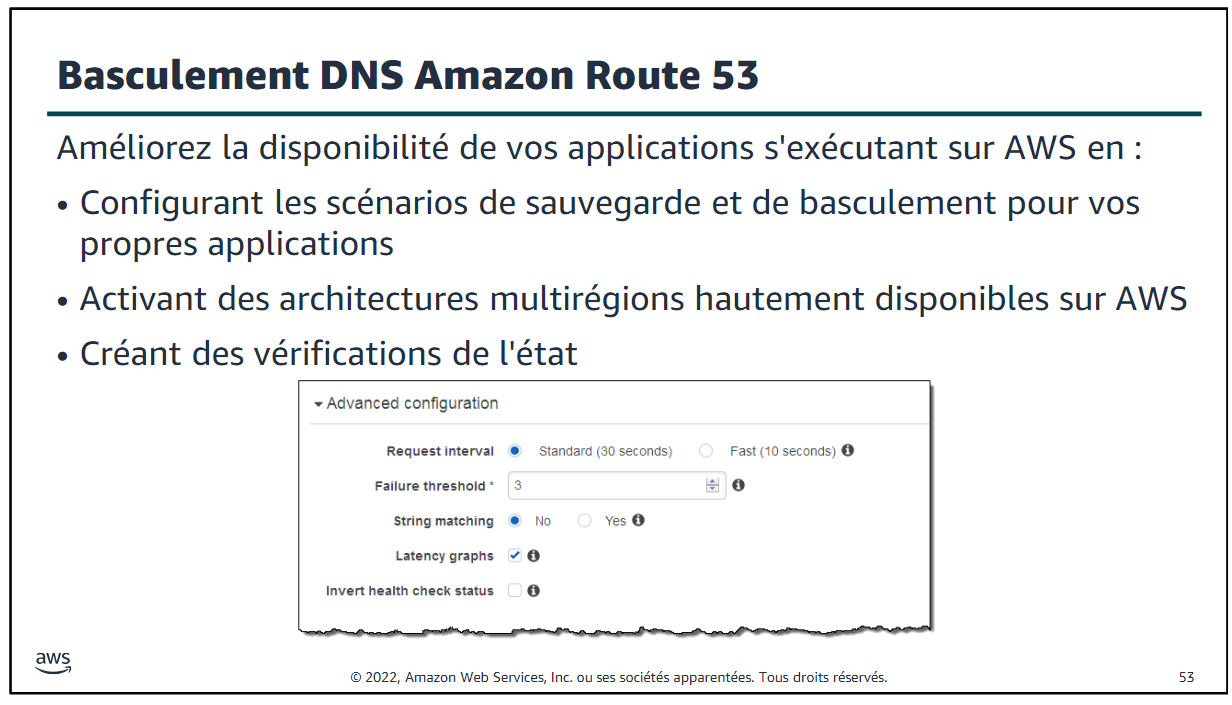 Basculement DNS Amazon Route 53
Améliorez la disponibilité de vos applications s'exécutant sur AWS en :
• Configurant les scénarios de sauvegarde et de basculement pour vos
propres applications
• Activant des architectures multirégions hautement disponibles sur AWS
• Créant des vérifications de l'état
Advanced configuration
Request interval Standard (30 seconds) Fast (10 seconds)
Failure threshold * 3
String matching No Yes
Latency graphs
Invert health check status
aws
© 2022, Amazon Web Services, Inc. ou ses sociétés apparentées. Tous droits réservés.
53